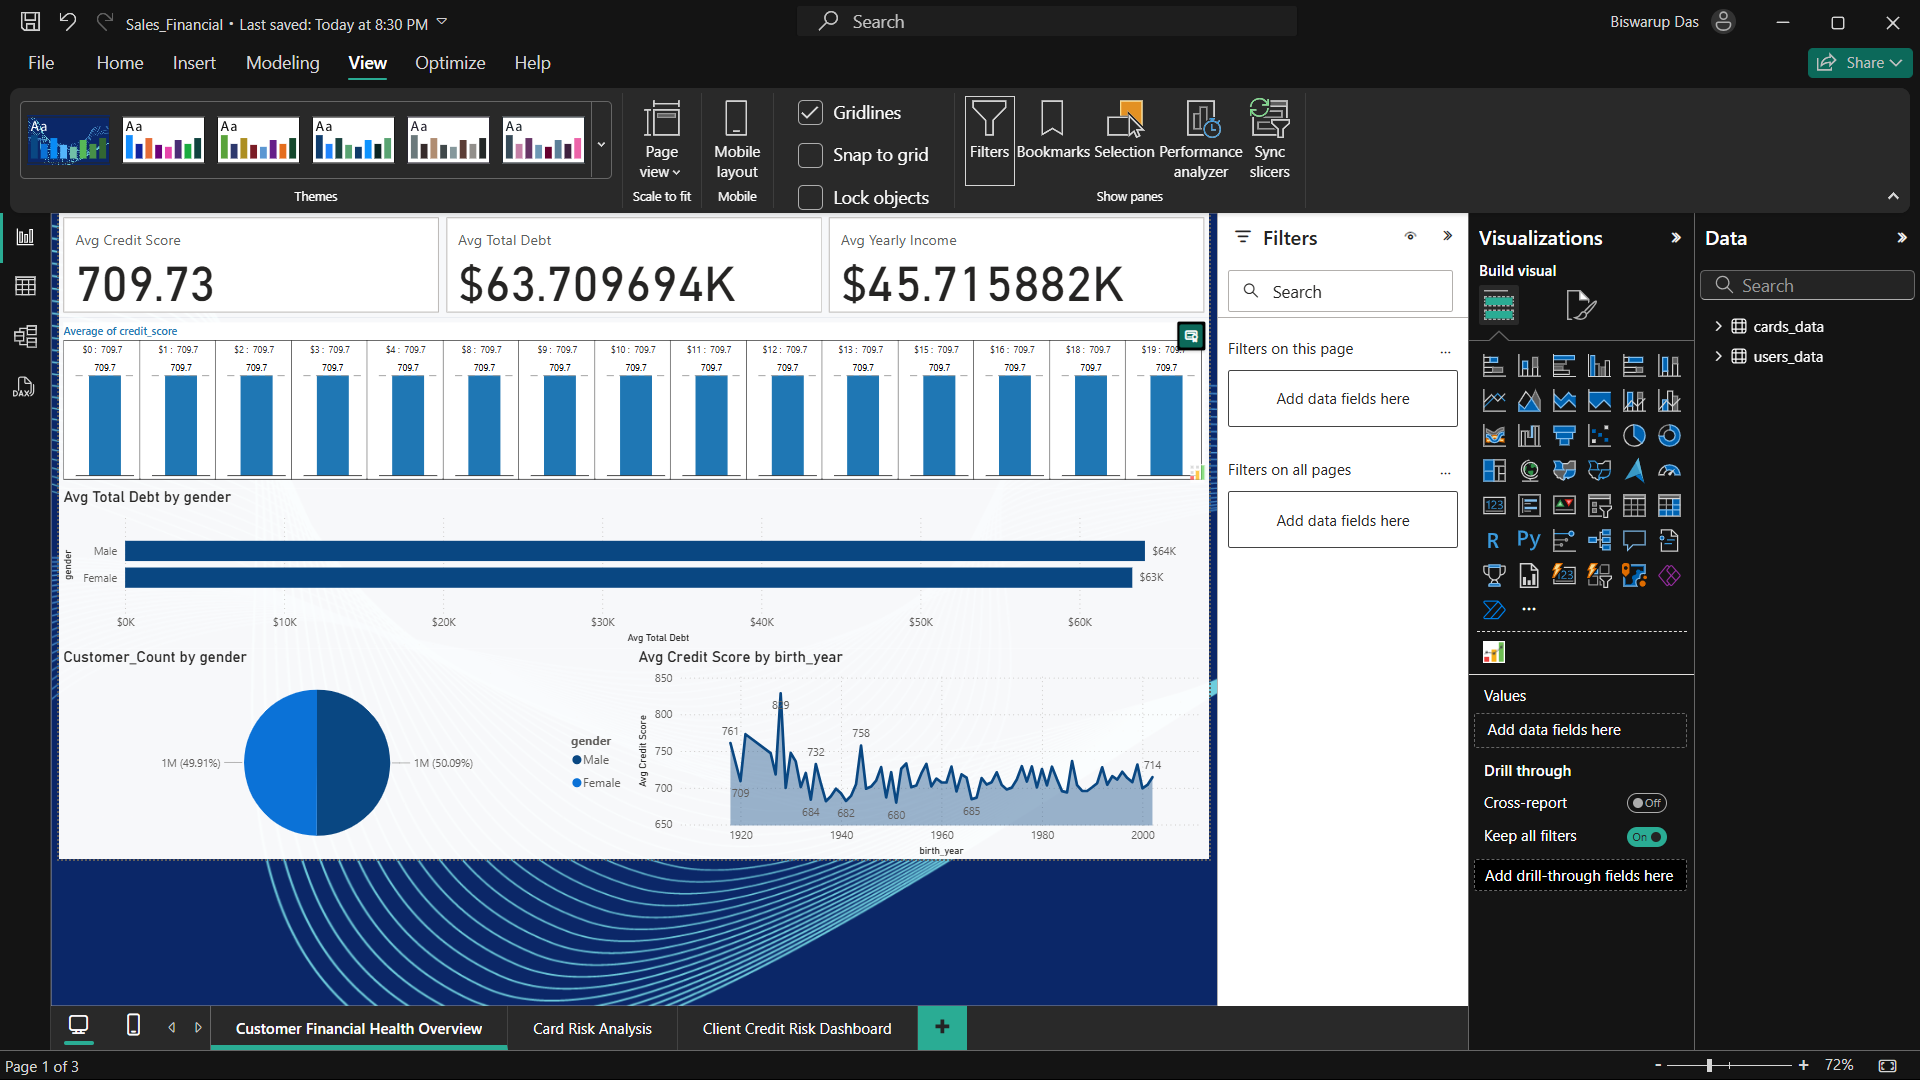 Sales_Financial • Last saved: Today at 8:30 PM
Search
Biswarup Das
File Home Insert Modeling View Optimize Help
Share
Aa Aa Aa Aa Aa Aa
Themes
Page view
Scale to fit
Mobile layout
Mobile
Gridlines
Snap to grid
Lock objects
Filters Bookmarks Selection Performance analyzer Sync slicers
Show panes
Avg Credit Score
709.73
Avg Total Debt
$63.709694K
Avg Yearly Income
$45.715882K
Average of credit_score
$0 : 709.7 $1 : 709.7 $2 : 709.7 $3 : 709.7 $4 : 709.7 $8 : 709.7 $9 : 709.7 $10 : 709.7 $11 : 709.7 $12 : 709.7 $13 : 709.7 $15 : 709.7 $16 : 709.7 $18 : 709.7 $19 : 709.7
709.7 709.7 709.7 709.7 709.7 709.7 709.7 709.7 709.7 709.7 709.7 709.7 709.7 709.7 709.7
Avg Total Debt by gender
gender
Male
$64K
Female
$63K
$0K $10K $20K $30K $40K $50K $60K
Avg Total Debt
Customer_Count by gender
1M (49.91%)
1M (50.09%)
gender
Male
Female
Avg Credit Score by birth_year
Avg Credit Score
850
800
750
700
650
761 709 732 684 682 758 680 685 714
1920 1940 1960 1980 2000
birth_year
Filters
Search
Filters on this page
...
Add data fields here
Filters on all pages
...
Add data fields here
Visualizations
Build visual
123
R Py
123
...
Values
Add data fields here
Drill through
Cross-report
Off
Keep all filters
On
Add drill-through fields here
Data
Search
cards_data
users_data
DAX
Customer Financial Health Overview
Card Risk Analysis
Client Credit Risk Dashboard
+
Page 1 of 3
- + 72%